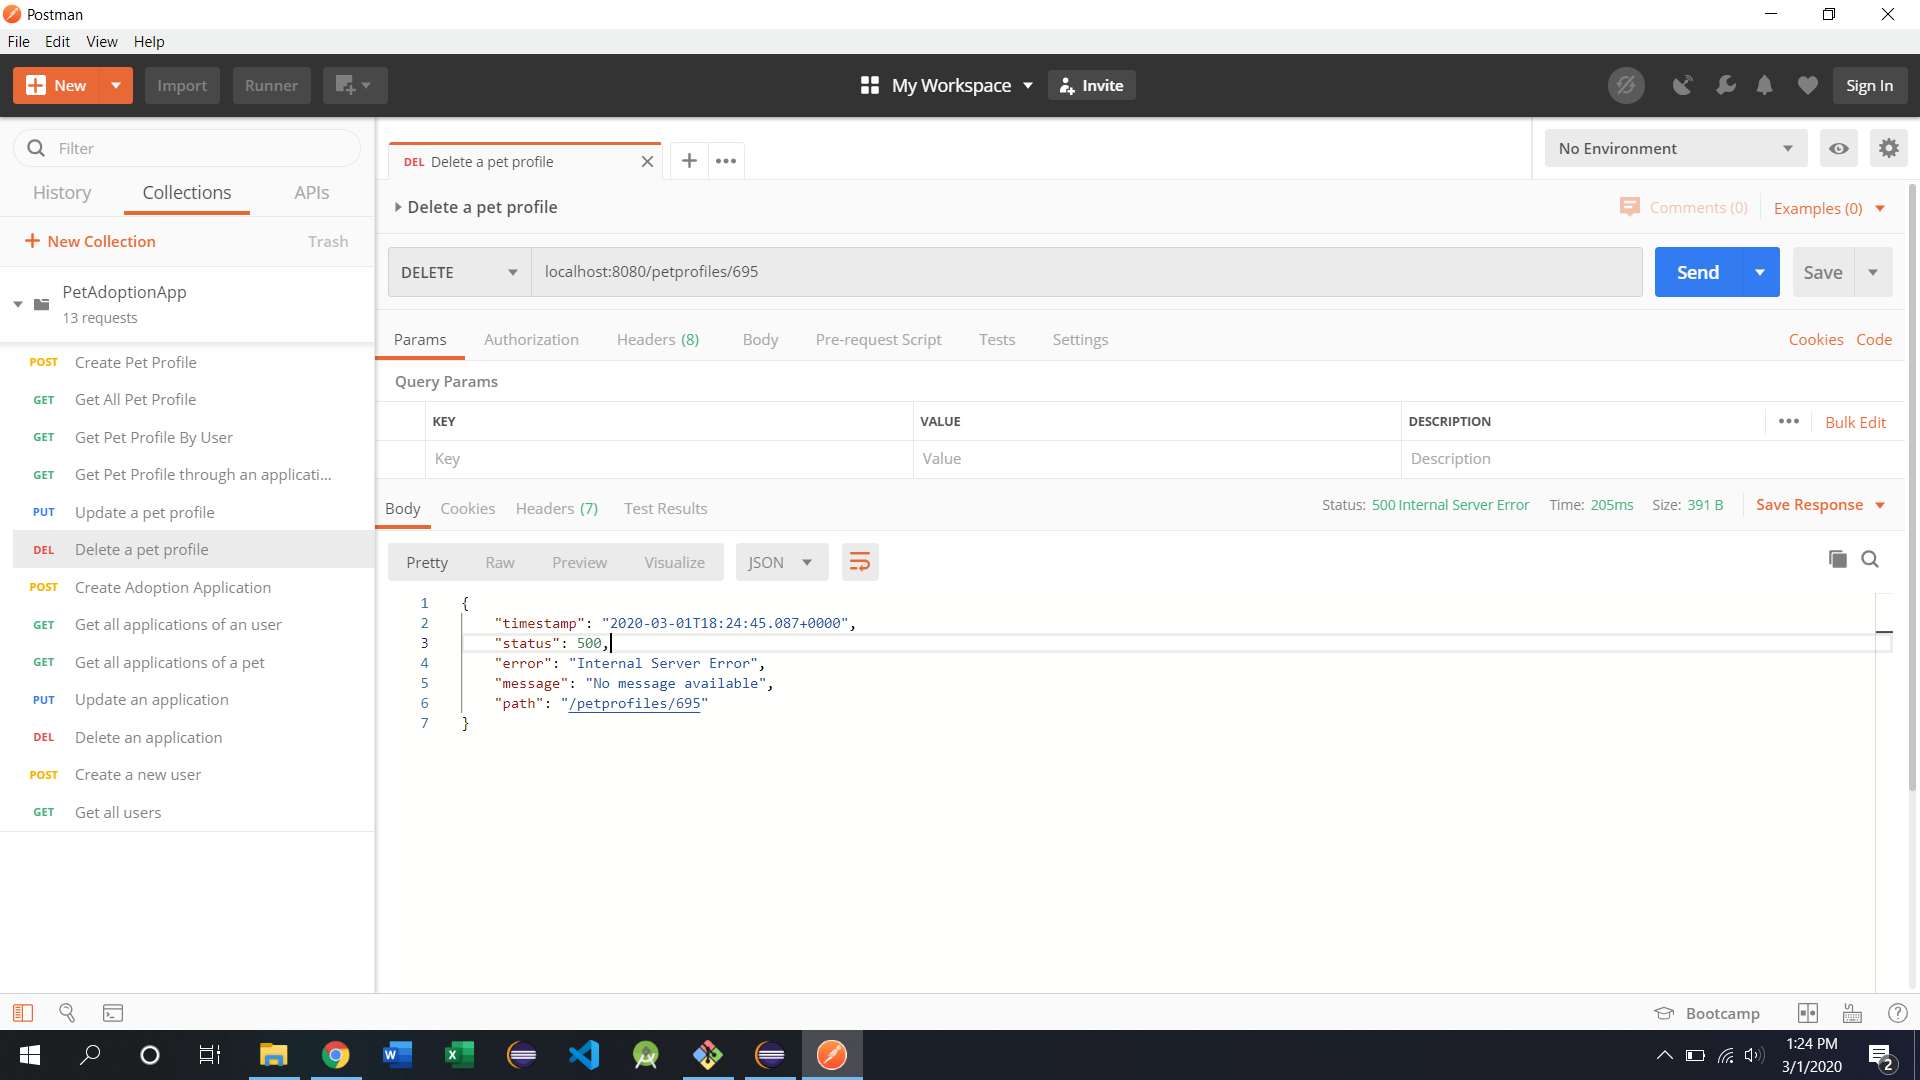 Postman
File Edit View Help
New Import Runner My Workspace Invite Sign In
Filter
History Collections APIs
New Collection Trash
PetAdoptionApp
13 requests
POST Create Pet Profile
GET Get All Pet Profile
GET Get Pet Profile By User
GET Get Pet Profile through an applicati...
PUT Update a pet profile
DEL Delete a pet profile
POST Create Adoption Application
GET Get all applications of an user
GET Get all applications of a pet
PUT Update an application
DEL Delete an application
POST Create a new user
GET Get all users
DEL Delete a pet profile
No Environment
Delete a pet profile
Comments (0) Examples (0)
DELETE localhost:8080/petprofiles/695 Send Save
Params Authorization Headers (8) Body Pre-request Script Tests Settings Cookies Code
Query Params
KEY VALUE DESCRIPTION Bulk Edit
Key Value Description
Body Cookies Headers (7) Test Results Status: 500 Internal Server Error Time: 205ms Size: 391 B Save Response
Pretty Raw Preview Visualize JSON
1 {
2 "timestamp": "2020-03-01T18:24:45.087+0000",
3 "status": 500,
4 "error": "Internal Server Error",
5 "message": "No message available",
6 "path": "/petprofiles/695"
7 }
Bootcamp
1:24 PM
3/1/2020
2